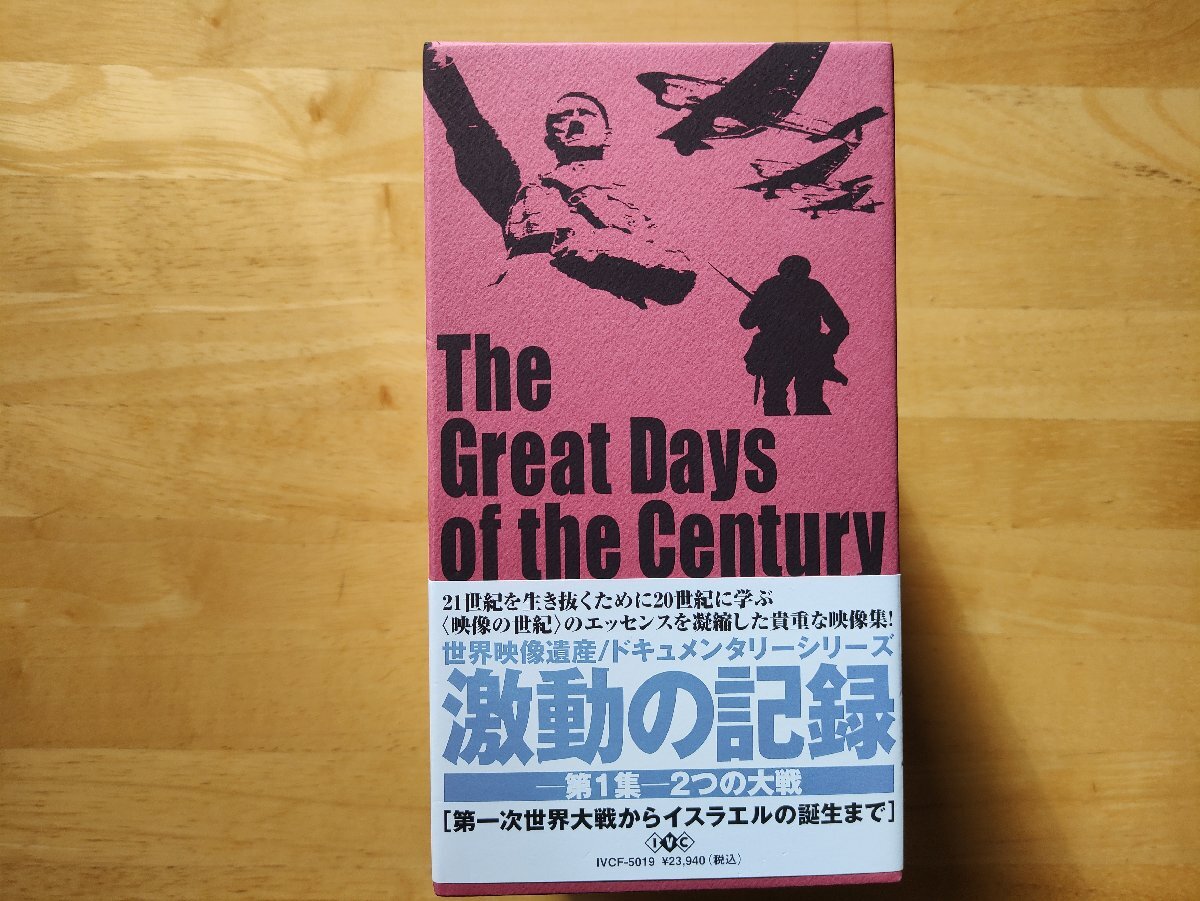 The
Great Days
of the Century
21世紀を生き抜くために20世紀に学ぶ
〈映像の世紀〉のエッセンスを凝縮した貴重な映像集!
世界映像遺産/ドキュメンタリーシリーズ
激動の記録
—第1集—2つの大戦
[第一次世界大戦からイスラエルの誕生まで]
IVC
IVCF-5019 ¥23,940(税込)